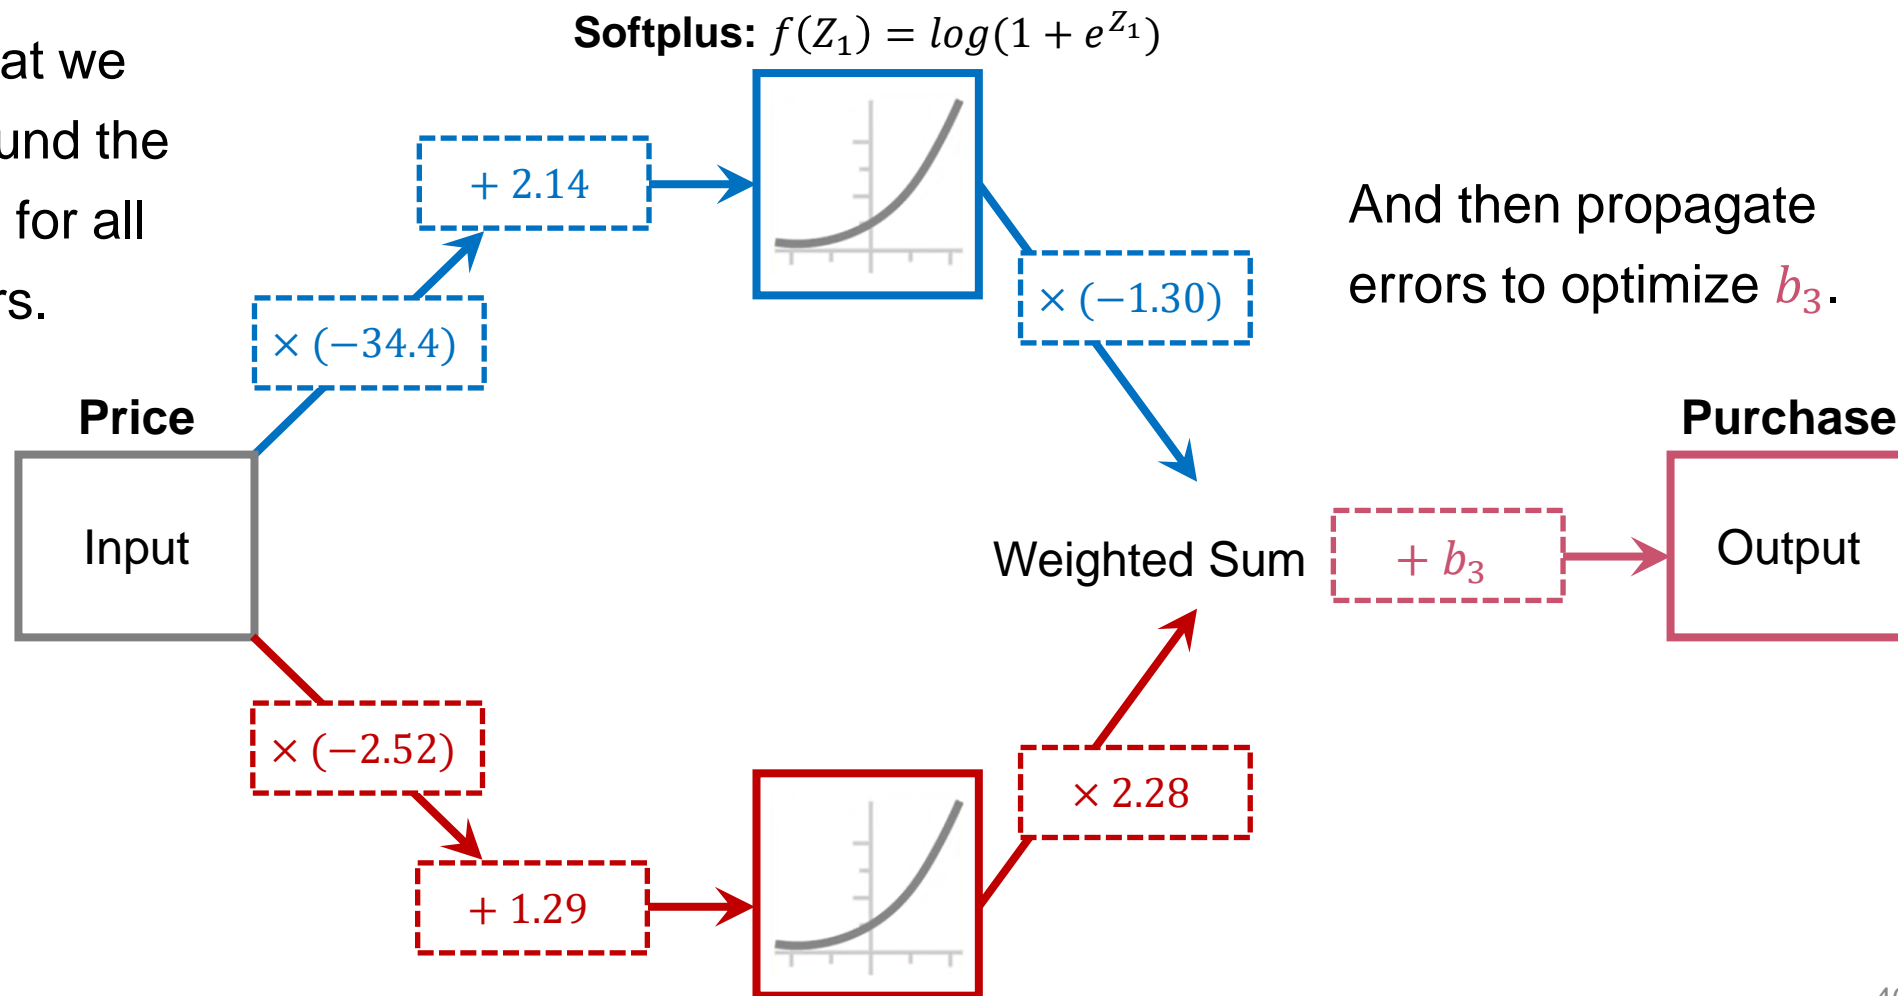 Softplus: f(Z₁) = log(1 + e^{Z₁})
at we
und the
for all
rs.
+ 2.14
And then propagate
errors to optimize b₃.
× (−1.30)
× (−34.4)
Price
Purchase
Input
Weighted Sum
+ b₃
Output
× (−2.52)
× 2.28
+ 1.29